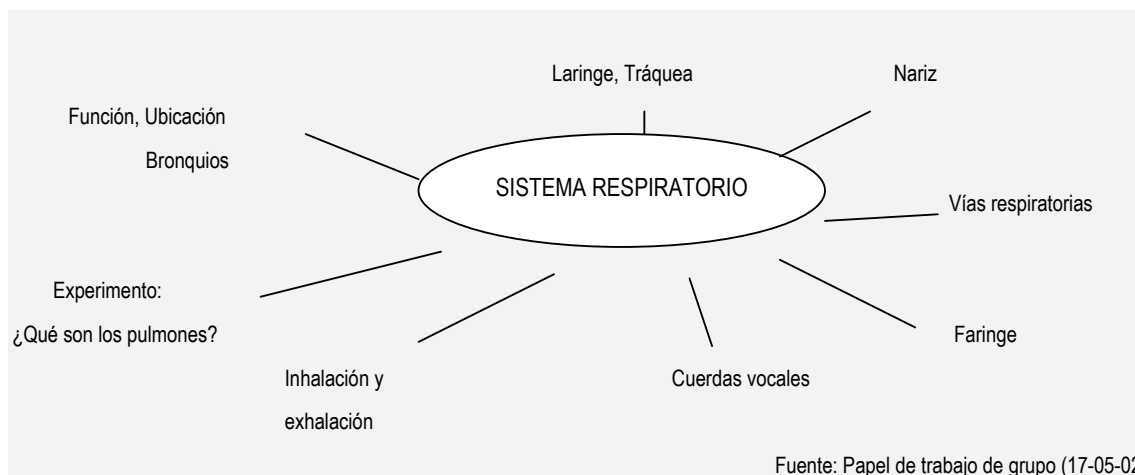 Laringe, Tráquea
Nariz
Función, Ubicación
Bronquios
SISTEMA RESPIRATORIO
Vías respiratorias
Experimento:
¿Qué son los pulmones?
Faringe
Inhalación y
exhalación
Cuerdas vocales
Fuente: Papel de trabajo de grupo (17-05-02